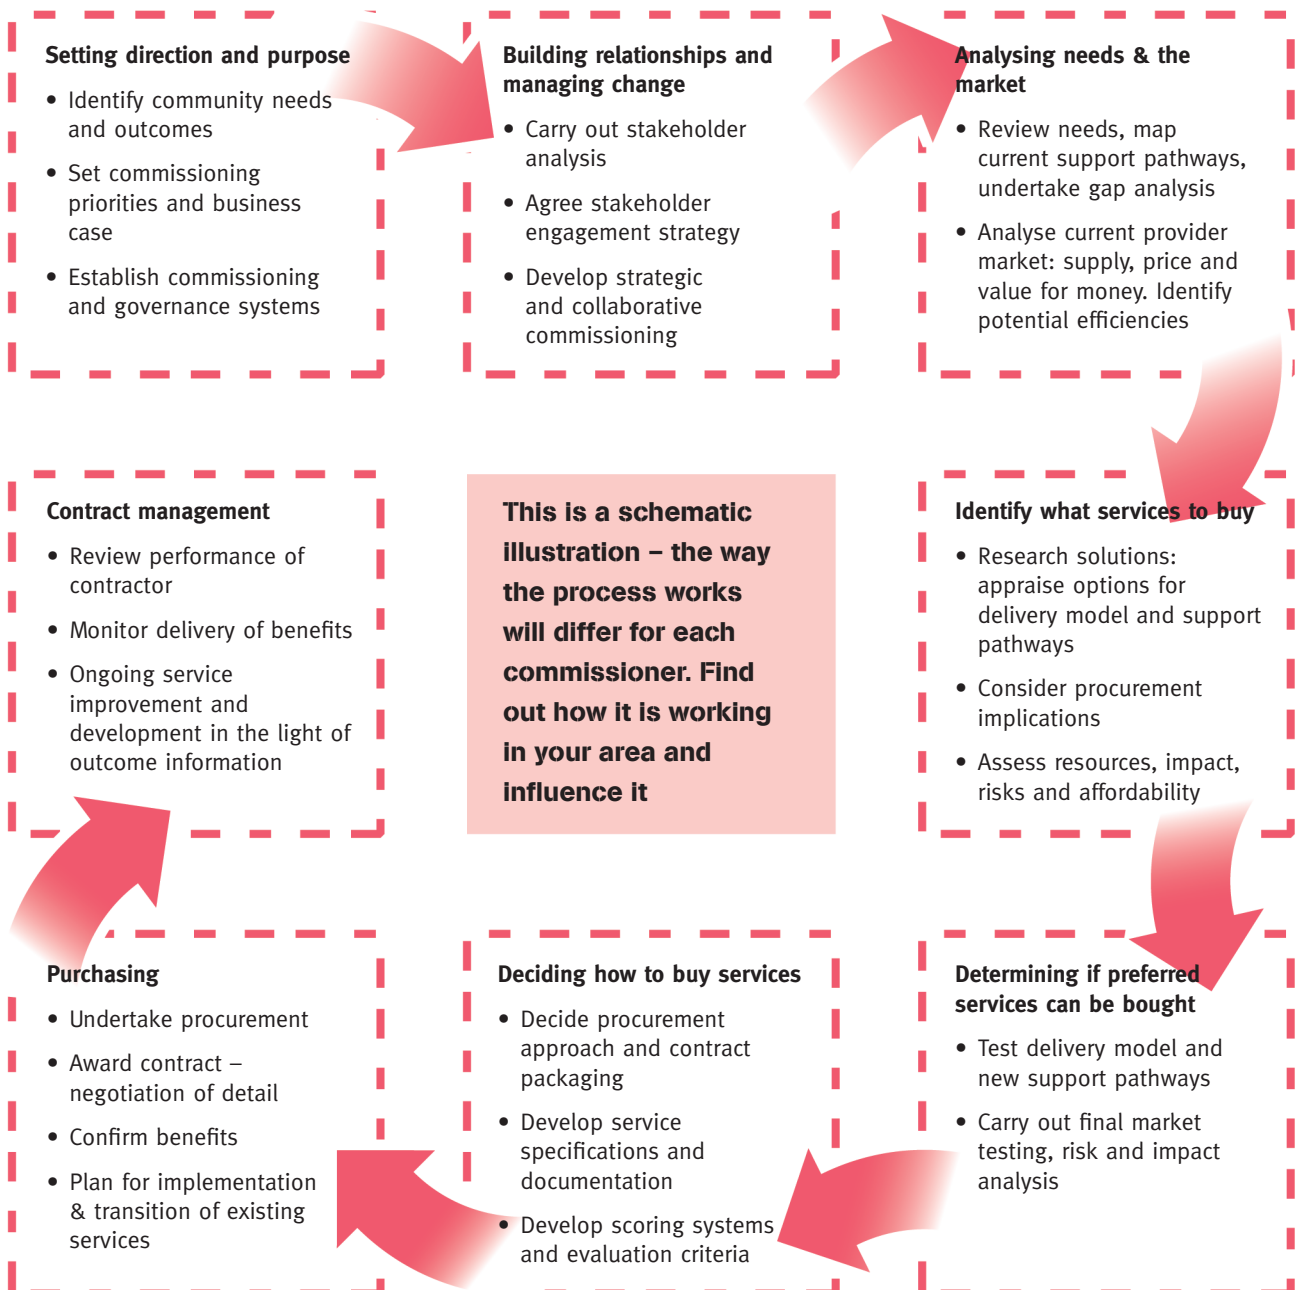 Setting direction and purpose
• Identify community needs
and outcomes
• Set commissioning
priorities and business
case
• Establish commissioning
and governance systems
Building relationships and
managing change
• Carry out stakeholder
analysis
• Agree stakeholder
engagement strategy
• Develop strategic
and collaborative
commissioning
Analysing needs & the
market
• Review needs, map
current support pathways,
undertake gap analysis
• Analyse current provider
market: supply, price and
value for money. Identify
potential efficiencies
Contract management
• Review performance of
contractor
• Monitor delivery of benefits
• Ongoing service
improvement and
development in the light of
outcome information
This is a schematic
illustration – the way
the process works
will differ for each
commissioner. Find
out how it is working
in your area and
influence it
Identify what services to buy
• Research solutions:
appraise options for
delivery model and support
pathways
• Consider procurement
implications
• Assess resources, impact,
risks and affordability
Purchasing
• Undertake procurement
• Award contract –
negotiation of detail
• Confirm benefits
• Plan for implementation
& transition of existing
services
Deciding how to buy services
• Decide procurement
approach and contract
packaging
• Develop service
specifications and
documentation
• Develop scoring systems
and evaluation criteria
Determining if preferred
services can be bought
• Test delivery model and
new support pathways
• Carry out final market
testing, risk and impact
analysis